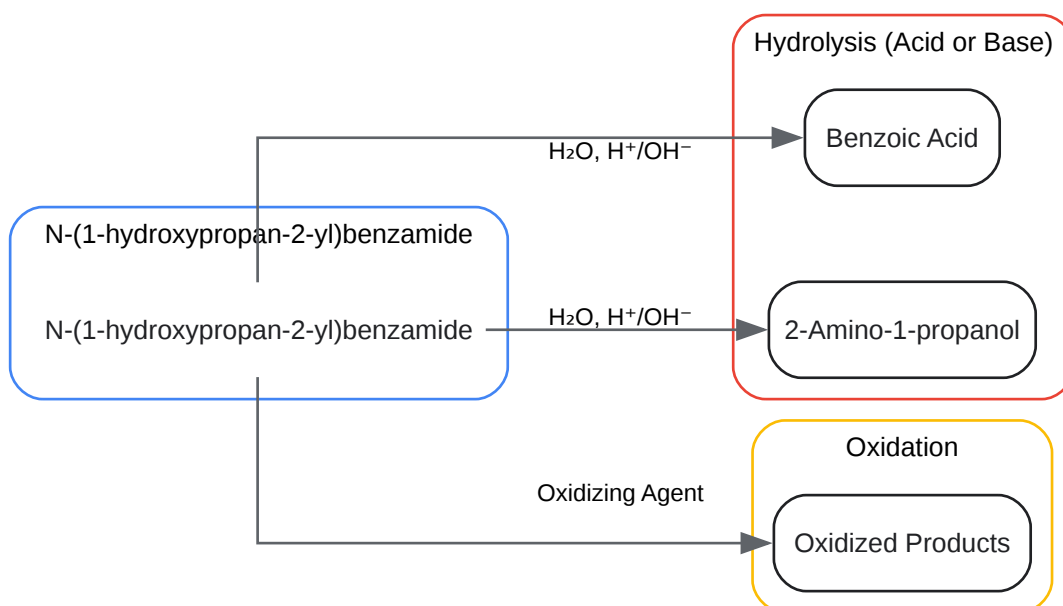 Hydrolysis (Acid or Base)
Benzoic Acid
H₂O, H⁺/OH⁻
N-(1-hydroxypropan-2-yl)benzamide
N-(1-hydroxypropan-2-yl)benzamide
H₂O, H⁺/OH⁻
2-Amino-1-propanol
Oxidation
Oxidizing Agent
Oxidized Products